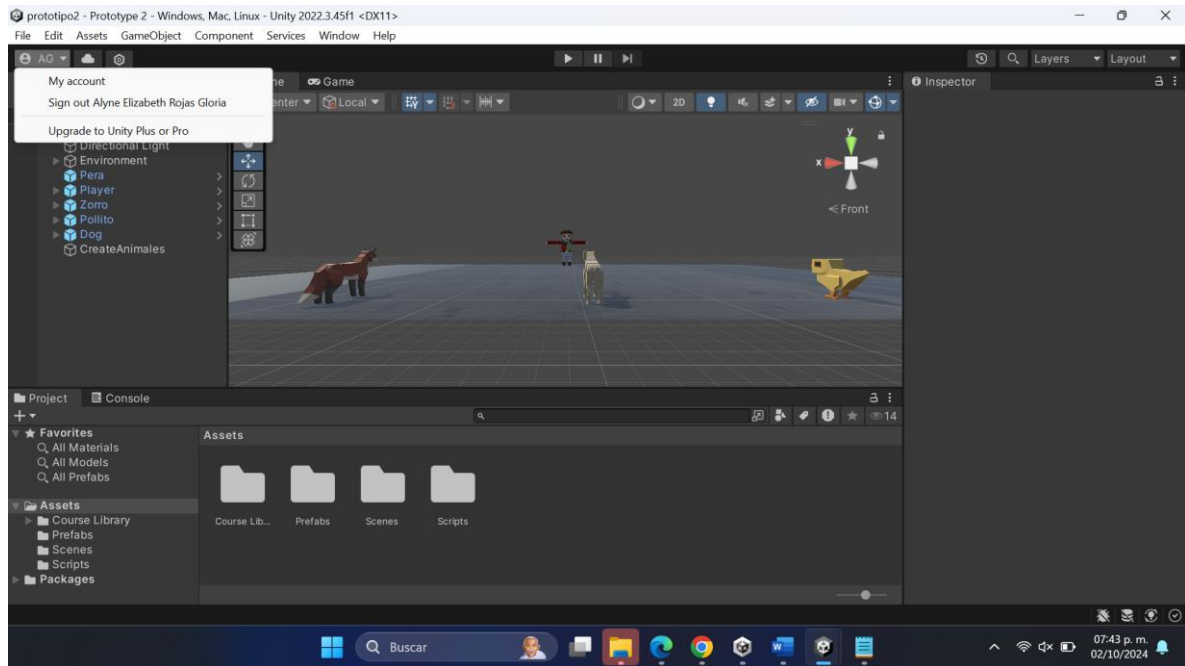 prototipo2 - Prototype 2 - Windows, Mac, Linux - Unity 2022.3.45f1 <DX11>
File Edit Assets GameObject Component Services Window Help
AG Layers Layout
My account
Sign out Alyne Elizabeth Rojas Gloria
Upgrade to Unity Plus or Pro
Game
Inspector
Local 2D
Directional Light
Environment
Pera
Player
Zorro
Pollito
Dog
CreateAnimales
y
x
Front
Project Console
14
Favorites
All Materials
All Models
All Prefabs
Assets
Course Library
Prefabs
Scenes
Scripts
Packages
Assets
Course Lib... Prefabs Scenes Scripts
Buscar
07:43 p. m.
02/10/2024